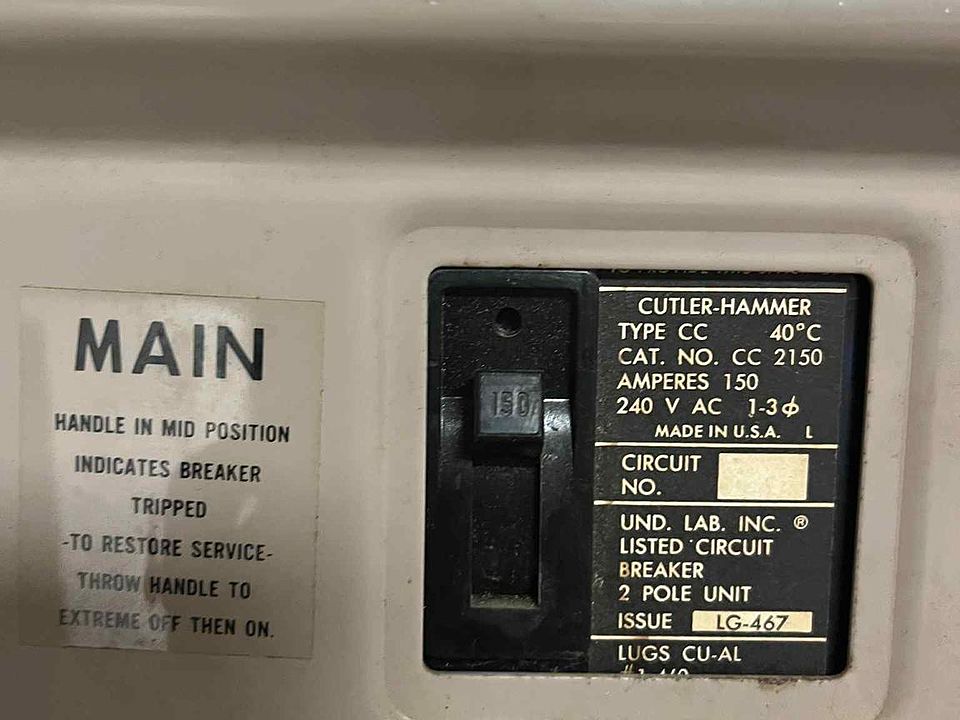 MAIN
HANDLE IN MID POSITION
INDICATES BREAKER
TRIPPED
-TO RESTORE SERVICE-
THROW HANDLE TO
EXTREME OFF THEN ON.
150
CUTLER-HAMMER
TYPE CC 40°C
CAT. NO. CC 2150
AMPERES 150
240 V AC 1-3ϕ
MADE IN U.S.A. L
CIRCUIT
NO.
UND. LAB. INC. ®
LISTED CIRCUIT
BREAKER
2 POLE UNIT
ISSUE LG-467
LUGS CU-AL